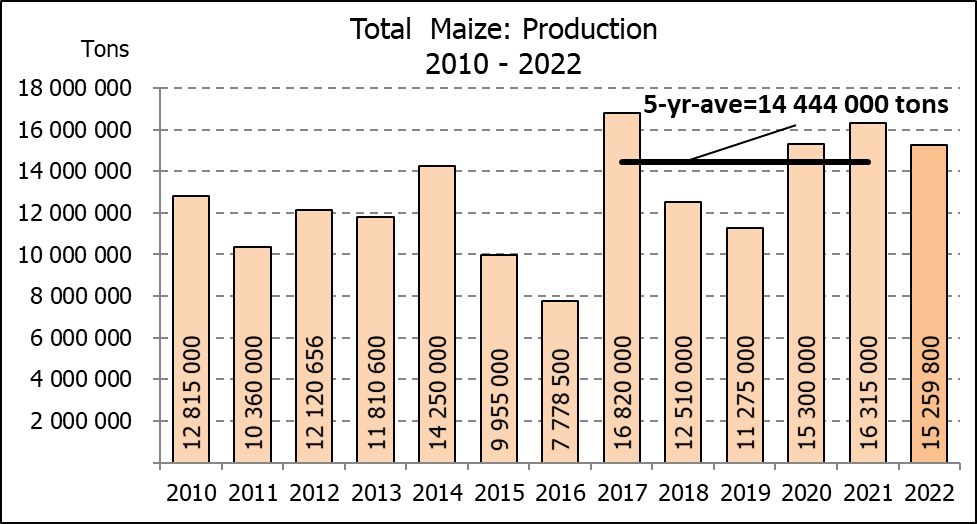 Total  Maize: Production
2010 - 2022
Tons
18 000 000
16 000 000
14 000 000
12 000 000
10 000 000
8 000 000
6 000 000
4 000 000
2 000 000
5-yr-ave=14 444 000 tons
12 815 000
10 360 000
12 120 656
11 810 600
14 250 000
9 955 000
7 778 500
16 820 000
12 510 000
11 275 000
15 300 000
16 315 000
15 259 800
2010 2011 2012 2013 2014 2015 2016 2017 2018 2019 2020 2021 2022